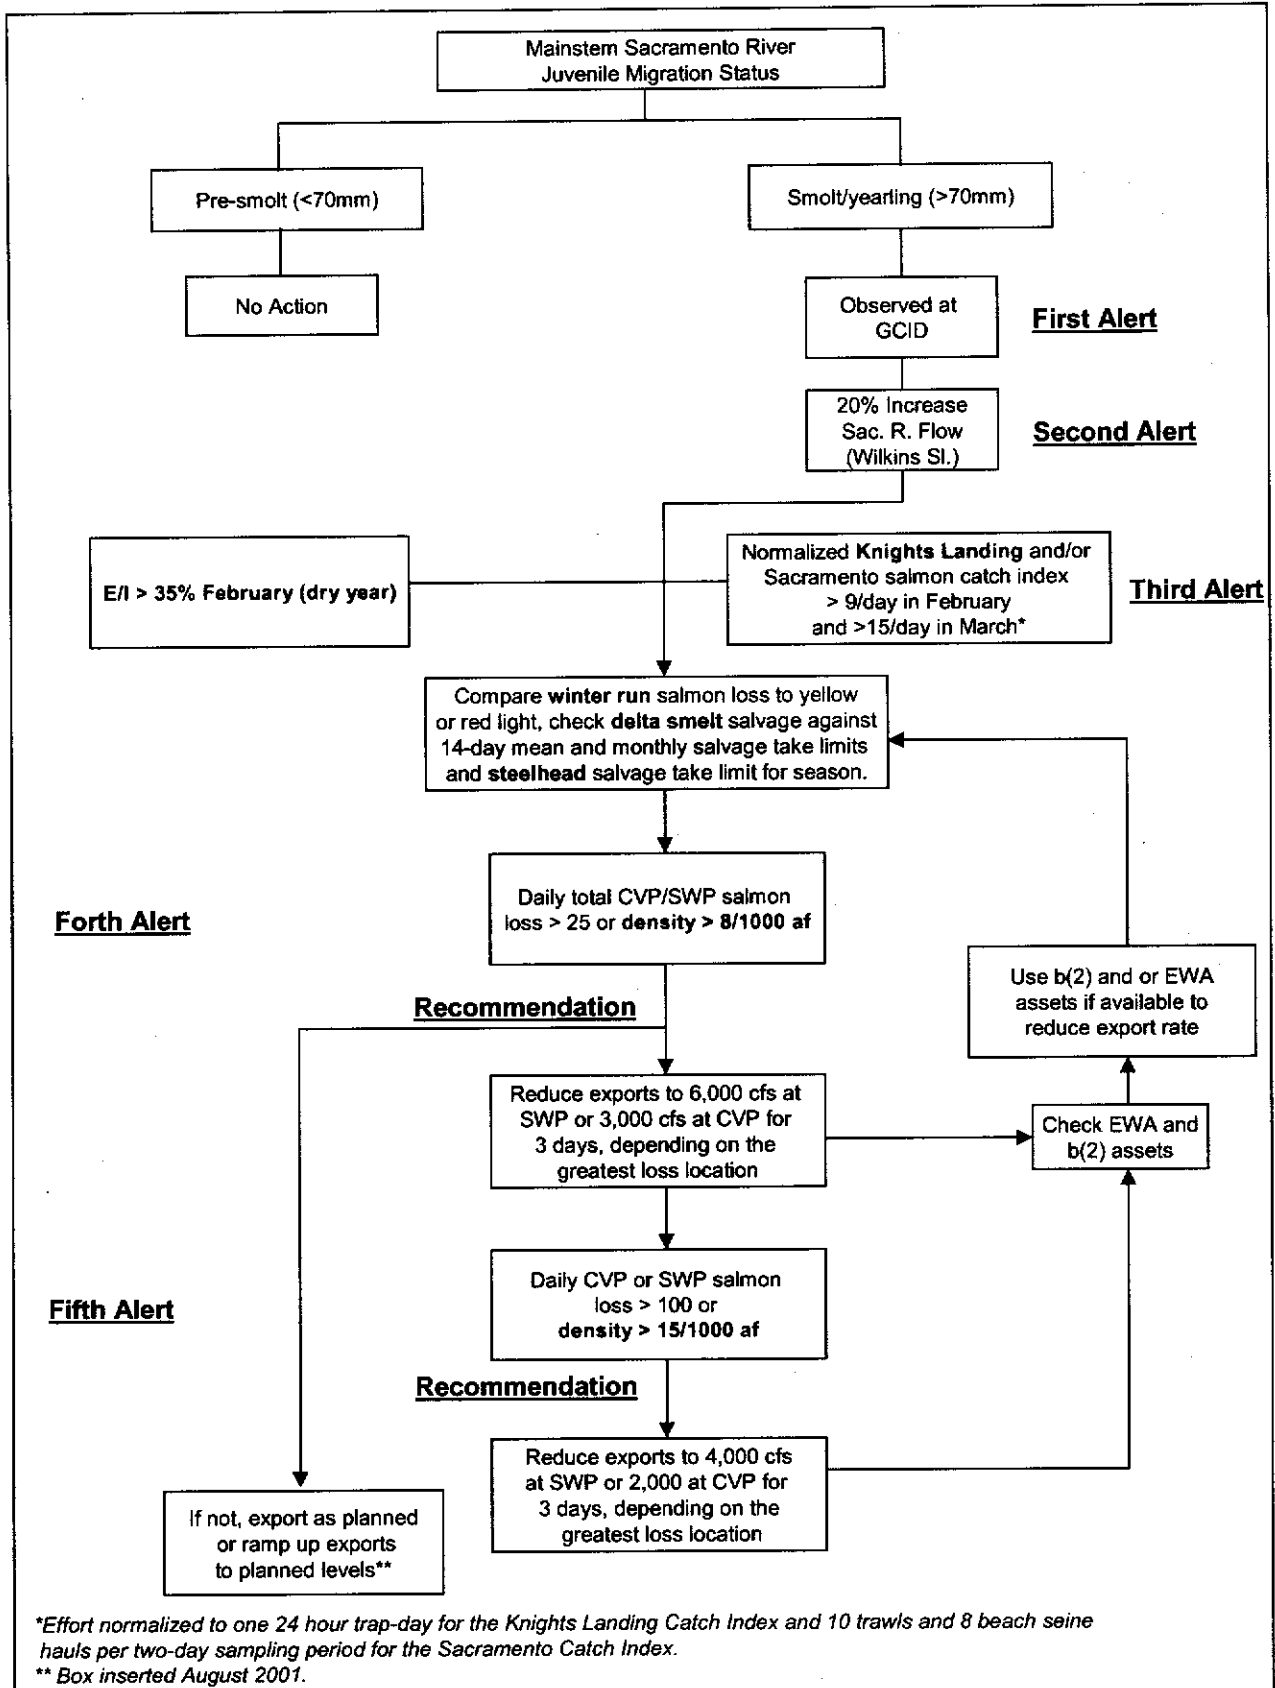 Mainstem Sacramento River
Juvenile Migration Status
Pre-smolt (<70mm)
Smolt/yearling (>70mm)
No Action
Observed at
GCID
First Alert
20% Increase
Sac. R. Flow
(Wilkins Sl.)
Second Alert
E/I > 35% February (dry year)
Normalized Knights Landing and/or
Sacramento salmon catch index
> 9/day in February
and >15/day in March*
Third Alert
Compare winter run salmon loss to yellow
or red light, check delta smelt salvage against
14-day mean and monthly salvage take limits
and steelhead salvage take limit for season.
Forth Alert
Daily total CVP/SWP salmon
loss > 25 or density > 8/1000 af
Use b(2) and or EWA
assets if available to
reduce export rate
Recommendation
Reduce exports to 6,000 cfs at
SWP or 3,000 cfs at CVP for
3 days, depending on the
greatest loss location
Check EWA and
b(2) assets
Fifth Alert
Daily CVP or SWP salmon
loss > 100 or
density > 15/1000 af
Recommendation
Reduce exports to 4,000 cfs
at SWP or 2,000 at CVP for
3 days, depending on the
greatest loss location
If not, export as planned
or ramp up exports
to planned levels**
*Effort normalized to one 24 hour trap-day for the Knights Landing Catch Index and 10 trawls and 8 beach seine
hauls per two-day sampling period for the Sacramento Catch Index.
** Box inserted August 2001.